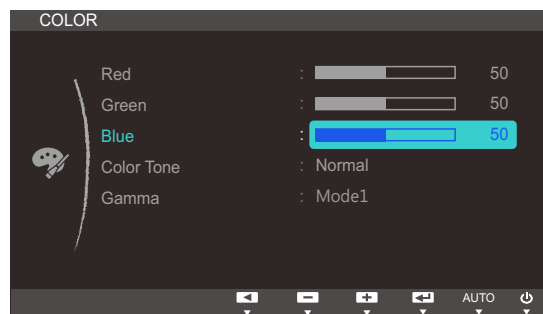 COLOR
Red : 50
Green : 50
Blue : 50
Color Tone : Normal
Gamma : Mode1
AUTO